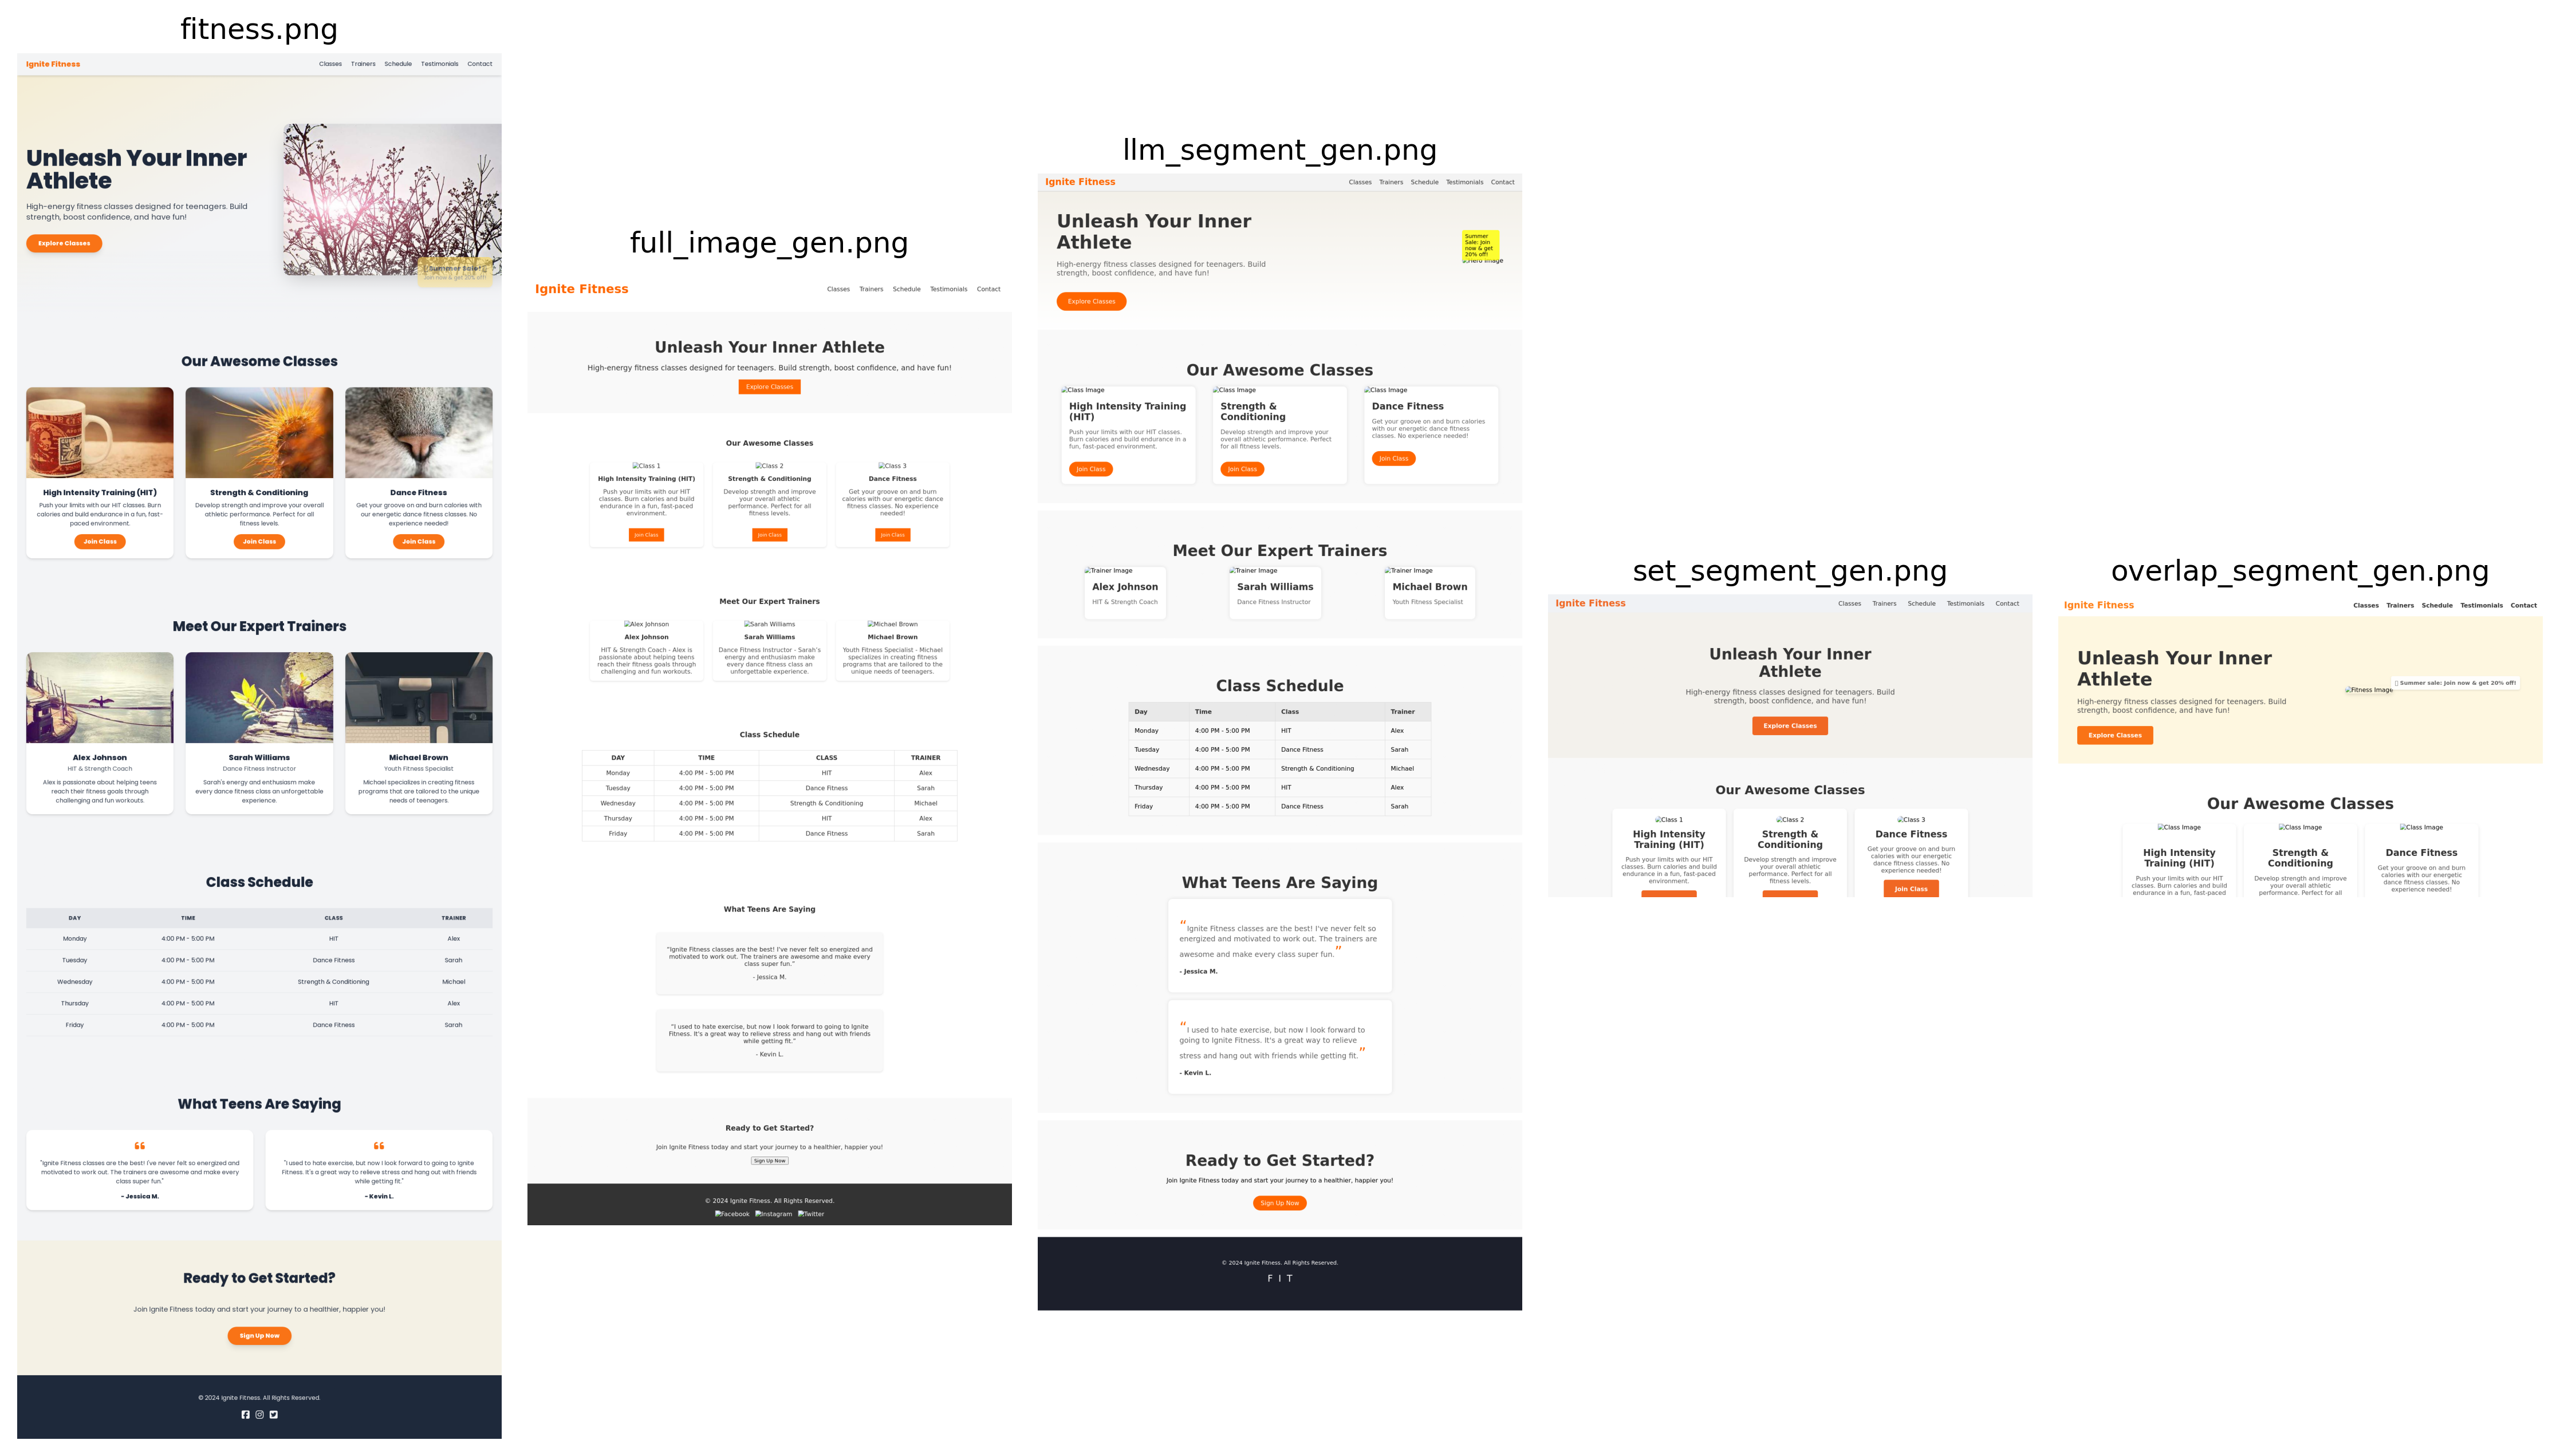 fitness.png
Ignite Fitness
Classes Trainers Schedule Testimonials Contact
Unleash Your Inner
Athlete
High-energy fitness classes designed for teenagers. Build
strength, boost confidence, and have fun!
Explore Classes
Summer Sale!
Join now & get 20% off!
Our Awesome Classes
High Intensity Training (HIT)
Push your limits with our HIT classes. Burn
calories and build endurance in a fun, fast-
paced environment.
Join Class
Strength & Conditioning
Develop strength and improve your overall
athletic performance. Perfect for all
fitness levels.
Join Class
Dance Fitness
Get your groove on and burn calories with
our energetic dance fitness classes. No
experience needed!
Join Class
Meet Our Expert Trainers
Alex Johnson
HIT & Strength Coach
Alex is passionate about helping teens
reach their fitness goals through
challenging and fun workouts.
Sarah Williams
Dance Fitness Instructor
Sarah's energy and enthusiasm make
every dance fitness class an unforgettable
experience.
Michael Brown
Youth Fitness Specialist
Michael specializes in creating fitness
programs that are tailored to the unique
needs of teenagers.
Class Schedule
DAY TIME CLASS TRAINER
Monday 4:00 PM - 5:00 PM HIT Alex
Tuesday 4:00 PM - 5:00 PM Dance Fitness Sarah
Wednesday 4:00 PM - 5:00 PM Strength & Conditioning Michael
Thursday 4:00 PM - 5:00 PM HIT Alex
Friday 4:00 PM - 5:00 PM Dance Fitness Sarah
What Teens Are Saying
"Ignite Fitness classes are the best! I've never felt so energized and
motivated to work out. The trainers are awesome and make every
class super fun."
- Jessica M.
"I used to hate exercise, but now I look forward to going to Ignite
Fitness. It's a great way to relieve stress and hang out with friends
while getting fit."
- Kevin L.
Ready to Get Started?
Join Ignite Fitness today and start your journey to a healthier, happier you!
Sign Up Now
© 2024 Ignite Fitness. All Rights Reserved.
full_image_gen.png
Ignite Fitness
Classes Trainers Schedule Testimonials Contact
Unleash Your Inner Athlete
High-energy fitness classes designed for teenagers. Build strength, boost confidence, and have fun!
Explore Classes
Our Awesome Classes
Class 1
High Intensity Training (HIT)
Push your limits with our HIT
classes. Burn calories and build
endurance in a fun, fast-paced
environment.
Join Class
Class 2
Strength & Conditioning
Develop strength and improve
your overall athletic
performance. Perfect for all
fitness levels.
Join Class
Class 3
Dance Fitness
Get your groove on and burn
calories with our energetic dance
fitness classes. No experience
needed!
Join Class
Meet Our Expert Trainers
Alex Johnson
Alex Johnson
HIT & Strength Coach - Alex is
passionate about helping teens
reach their fitness goals through
challenging and fun workouts.
Sarah Williams
Sarah Williams
Dance Fitness Instructor - Sarah's
energy and enthusiasm make
every dance fitness class an
unforgettable experience.
Michael Brown
Michael Brown
Youth Fitness Specialist - Michael
specializes in creating fitness
programs that are tailored to the
unique needs of teenagers.
Class Schedule
DAY TIME CLASS TRAINER
Monday 4:00 PM - 5:00 PM HIT Alex
Tuesday 4:00 PM - 5:00 PM Dance Fitness Sarah
Wednesday 4:00 PM - 5:00 PM Strength & Conditioning Michael
Thursday 4:00 PM - 5:00 PM HIT Alex
Friday 4:00 PM - 5:00 PM Dance Fitness Sarah
What Teens Are Saying
"Ignite Fitness classes are the best! I've never felt so energized and
motivated to work out. The trainers are awesome and make every
class super fun."
- Jessica M.
"I used to hate exercise, but now I look forward to going to Ignite
Fitness. It's a great way to relieve stress and hang out with friends
while getting fit."
- Kevin L.
Ready to Get Started?
Join Ignite Fitness today and start your journey to a healthier, happier you!
Sign Up Now
© 2024 Ignite Fitness. All Rights Reserved.
Facebook Instagram Twitter
llm_segment_gen.png
Ignite Fitness
Classes Trainers Schedule Testimonials Contact
Unleash Your Inner
Athlete
High-energy fitness classes designed for teenagers. Build
strength, boost confidence, and have fun!
Explore Classes
Summer
Sale: Join
now & get
20% off!
Hero Image
Our Awesome Classes
Class Image
High Intensity Training
(HIT)
Push your limits with our HIT classes.
Burn calories and build endurance in a
fun, fast-paced environment.
Join Class
Class Image
Strength &
Conditioning
Develop strength and improve your
overall athletic performance. Perfect
for all fitness levels.
Join Class
Class Image
Dance Fitness
Get your groove on and burn calories
with our energetic dance fitness
classes. No experience needed!
Join Class
Meet Our Expert Trainers
Trainer Image
Alex Johnson
HIT & Strength Coach
Trainer Image
Sarah Williams
Dance Fitness Instructor
Trainer Image
Michael Brown
Youth Fitness Specialist
Class Schedule
Day Time Class Trainer
Monday 4:00 PM - 5:00 PM HIT Alex
Tuesday 4:00 PM - 5:00 PM Dance Fitness Sarah
Wednesday 4:00 PM - 5:00 PM Strength & Conditioning Michael
Thursday 4:00 PM - 5:00 PM HIT Alex
Friday 4:00 PM - 5:00 PM Dance Fitness Sarah
What Teens Are Saying
“Ignite Fitness classes are the best! I've never felt so
energized and motivated to work out. The trainers are
awesome and make every class super fun.”
- Jessica M.
“I used to hate exercise, but now I look forward to
going to Ignite Fitness. It's a great way to relieve
stress and hang out with friends while getting fit.”
- Kevin L.
Ready to Get Started?
Join Ignite Fitness today and start your journey to a healthier, happier you!
Sign Up Now
© 2024 Ignite Fitness. All Rights Reserved.
F I T
set_segment_gen.png
Ignite Fitness
Classes Trainers Schedule Testimonials Contact
Unleash Your Inner
Athlete
High-energy fitness classes designed for teenagers. Build
strength, boost confidence, and have fun!
Explore Classes
Our Awesome Classes
Class 1
High Intensity
Training (HIT)
Push your limits with our HIT
classes. Burn calories and build
endurance in a fun, fast-paced
environment.
Class 2
Strength &
Conditioning
Develop strength and improve
your overall athletic
performance. Perfect for all
fitness levels.
Class 3
Dance Fitness
Get your groove on and burn
calories with our energetic
dance fitness classes. No
experience needed!
Join Class
overlap_segment_gen.png
Ignite Fitness
Classes Trainers Schedule Testimonials Contact
Unleash Your Inner
Athlete
High-energy fitness classes designed for teenagers. Build
strength, boost confidence, and have fun!
Explore Classes
Fitness Image
Summer sale: Join now & get 20% off!
Our Awesome Classes
Class Image
High Intensity
Training (HIT)
Push your limits with our HIT
classes. Burn calories and build
endurance in a fun, fast-paced
Class Image
Strength &
Conditioning
Develop strength and improve
your overall athletic
performance. Perfect for all
Class Image
Dance Fitness
Get your groove on and burn
calories with our energetic
dance fitness classes. No
experience needed!